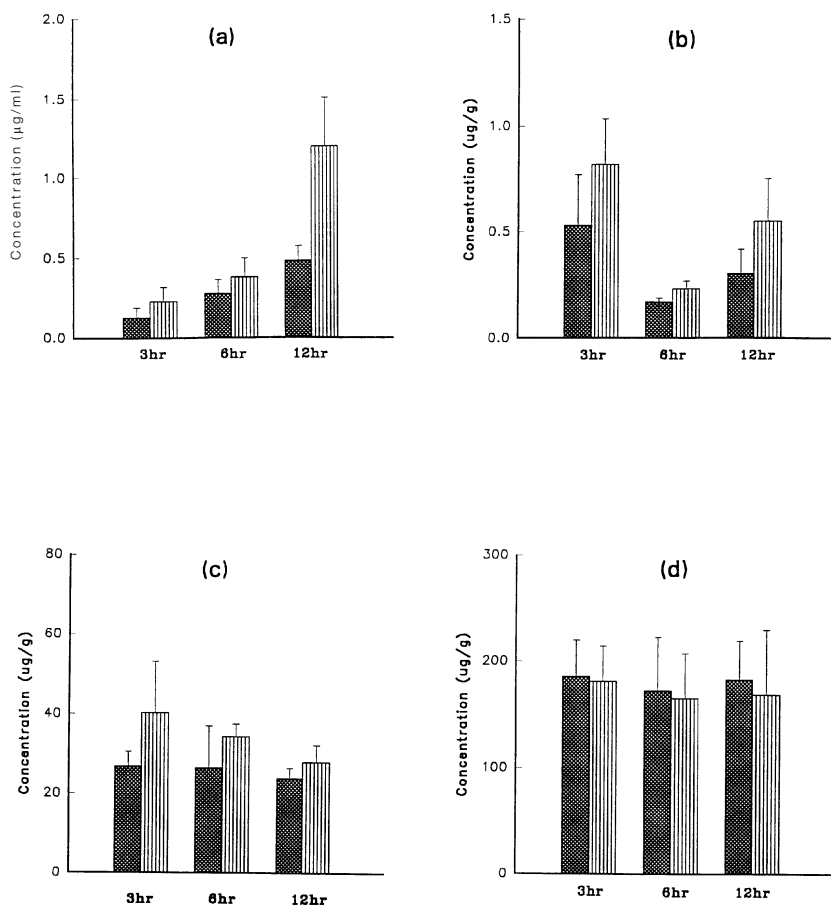 (a)
Concentration (µg/ml)
2.0
1.5
1.0
0.5
0.0
3hr 6hr 12hr
(b)
Concentration (ug/g)
1.5
1.0
0.5
0.0
3hr 6hr 12hr
(c)
Concentration (ug/g)
80
60
40
20
0
3hr 6hr 12hr
(d)
Concentration (ug/g)
300
200
100
0
3hr 6hr 12hr